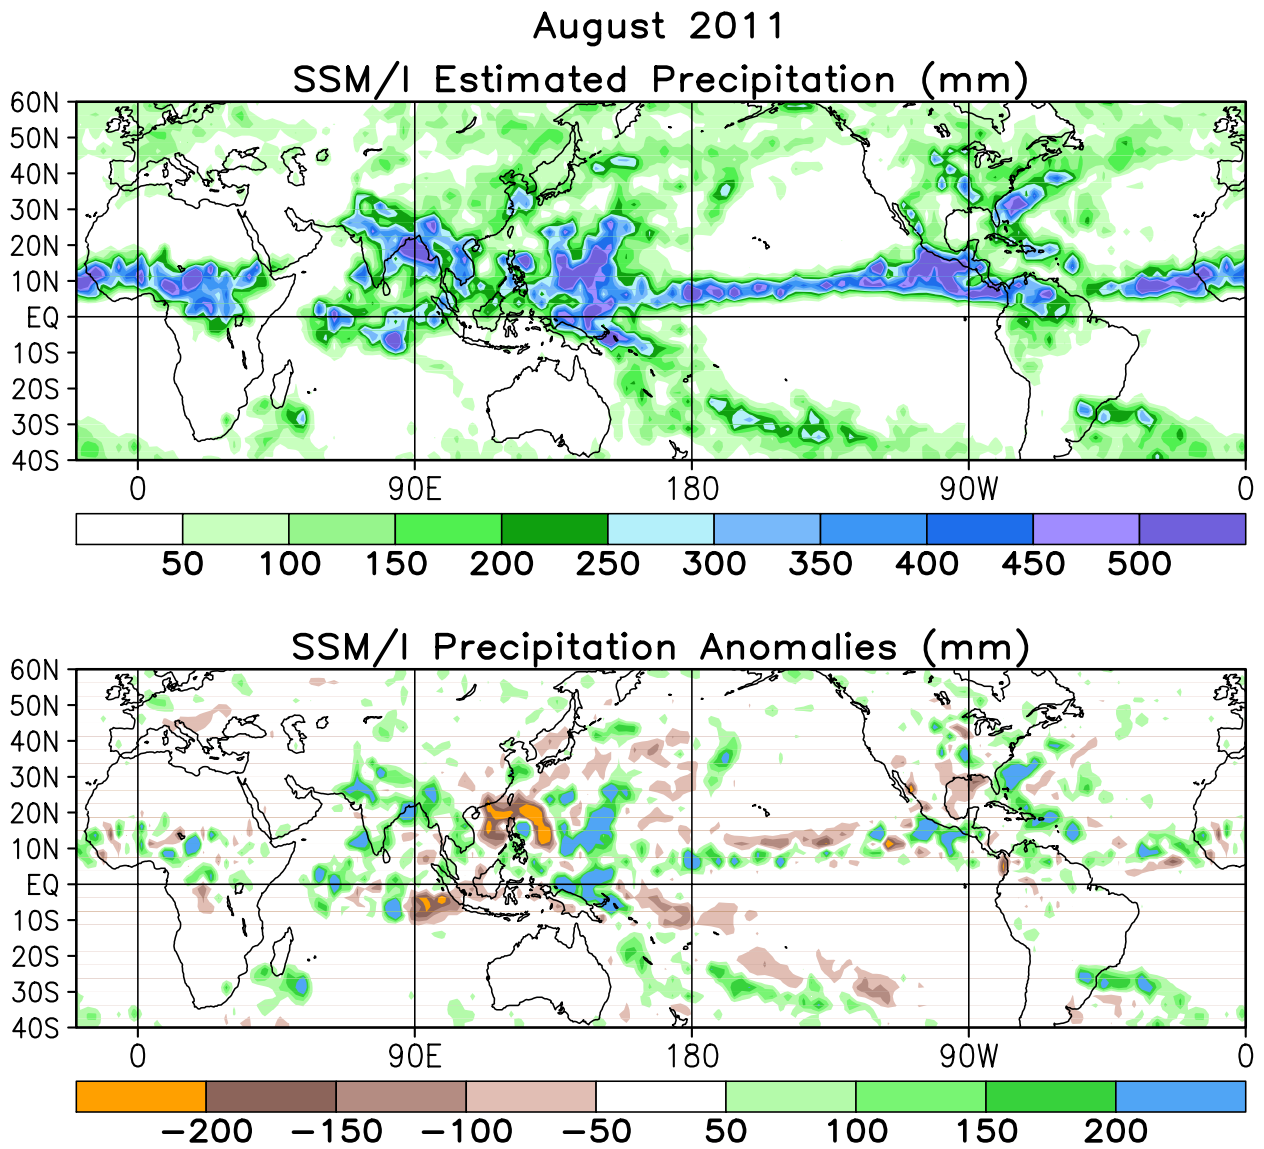 August 2011
SSM/I Estimated Precipitation (mm)
60N
50N
40N
30N
20N
10N
EQ
10S
20S
30S
40S
0 90E 180 90W 0
50 100 150 200 250 300 350 400 450 500
SSM/I Precipitation Anomalies (mm)
60N
50N
40N
30N
20N
10N
EQ
10S
20S
30S
40S
0 90E 180 90W 0
−200 −150 −100 −50 50 100 150 200